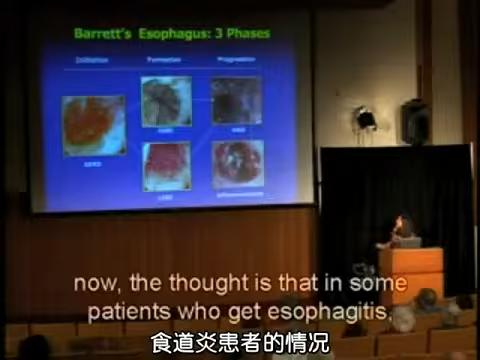 Barrett's Esophagus: 3 Phases
Initiation Formation Progression
GERD
now, the thought is that in some
patients who get esophagitis,
食道炎患者的情况